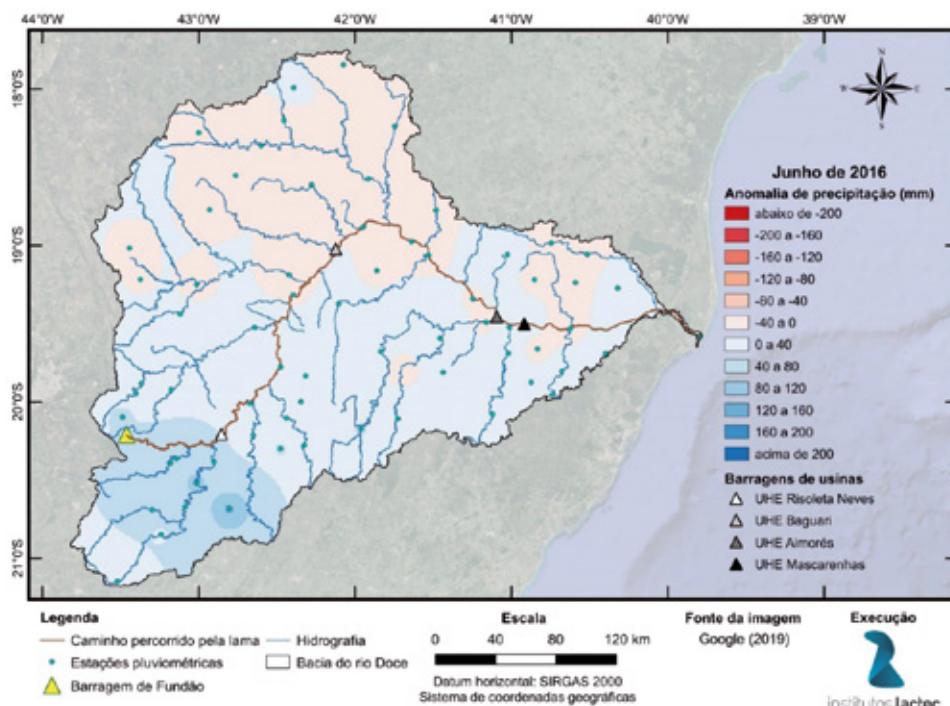 44°0'W 43°0'W 42°0'W 41°0'W 40°0'W 39°0'W
18°0'S
19°0'S
20°0'S
21°0'S
N
W E
S
Junho de 2016
Anomalia de precipitação (mm)
abaixo de -200
-200 a -160
-160 a -120
-120 a -80
-80 a -40
-40 a 0
0 a 40
40 a 80
80 a 120
120 a 160
160 a 200
acima de 200
Barragens de usinas
UHE Risoleta Neves
UHE Baguari
UHE Aimorés
UHE Mascarenhas
Legenda
Caminho percorrido pela lama
Hidrografia
Estações pluviométricas
Bacia do rio Doce
Barragem de Fundão
Escala
0 40 80 120 km
Datum horizontal: SIRGAS 2000
Sistema de coordenadas geográficas
Fonte da imagem
Google (2019)
Execução
institutos lactec